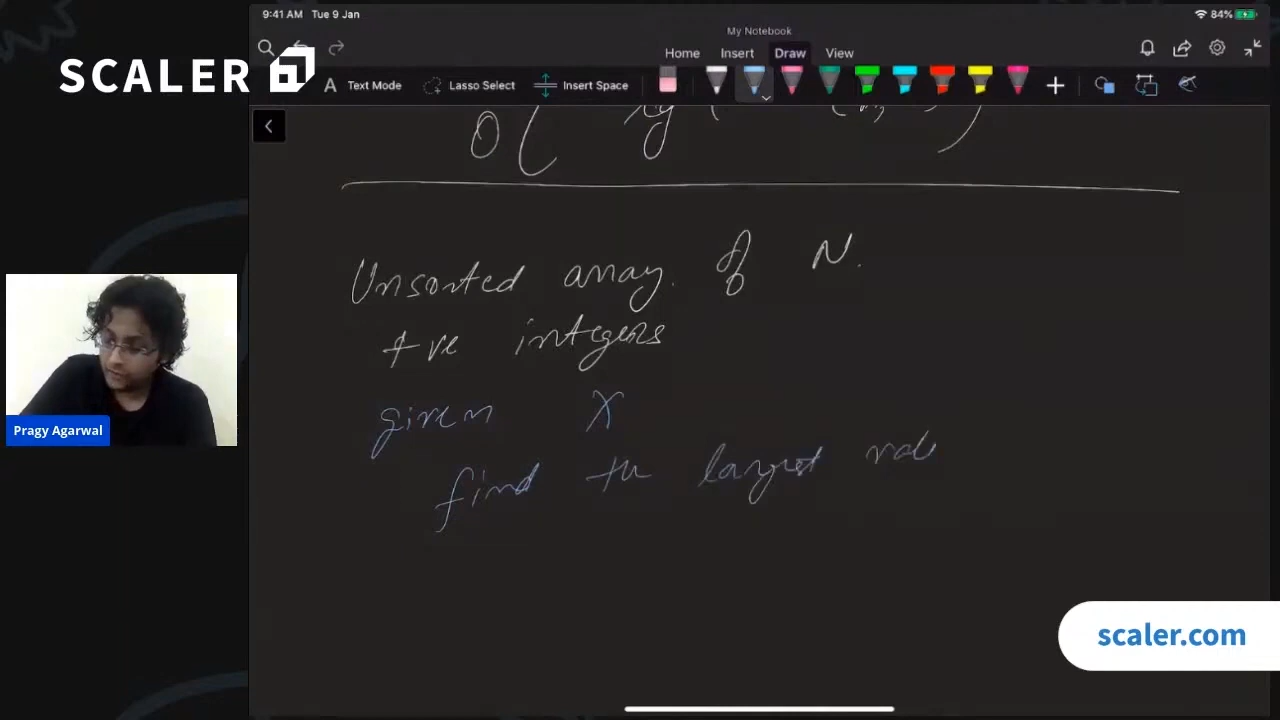 9:41 AM Tue 9 Jan
84%
My Notebook
Home Insert Draw View
SCALER
Text Mode Lasso Select Insert Space
O(
Unsorted array of N.
+ve integers
given X
Pragy Agarwal
find the largest
scaler.com